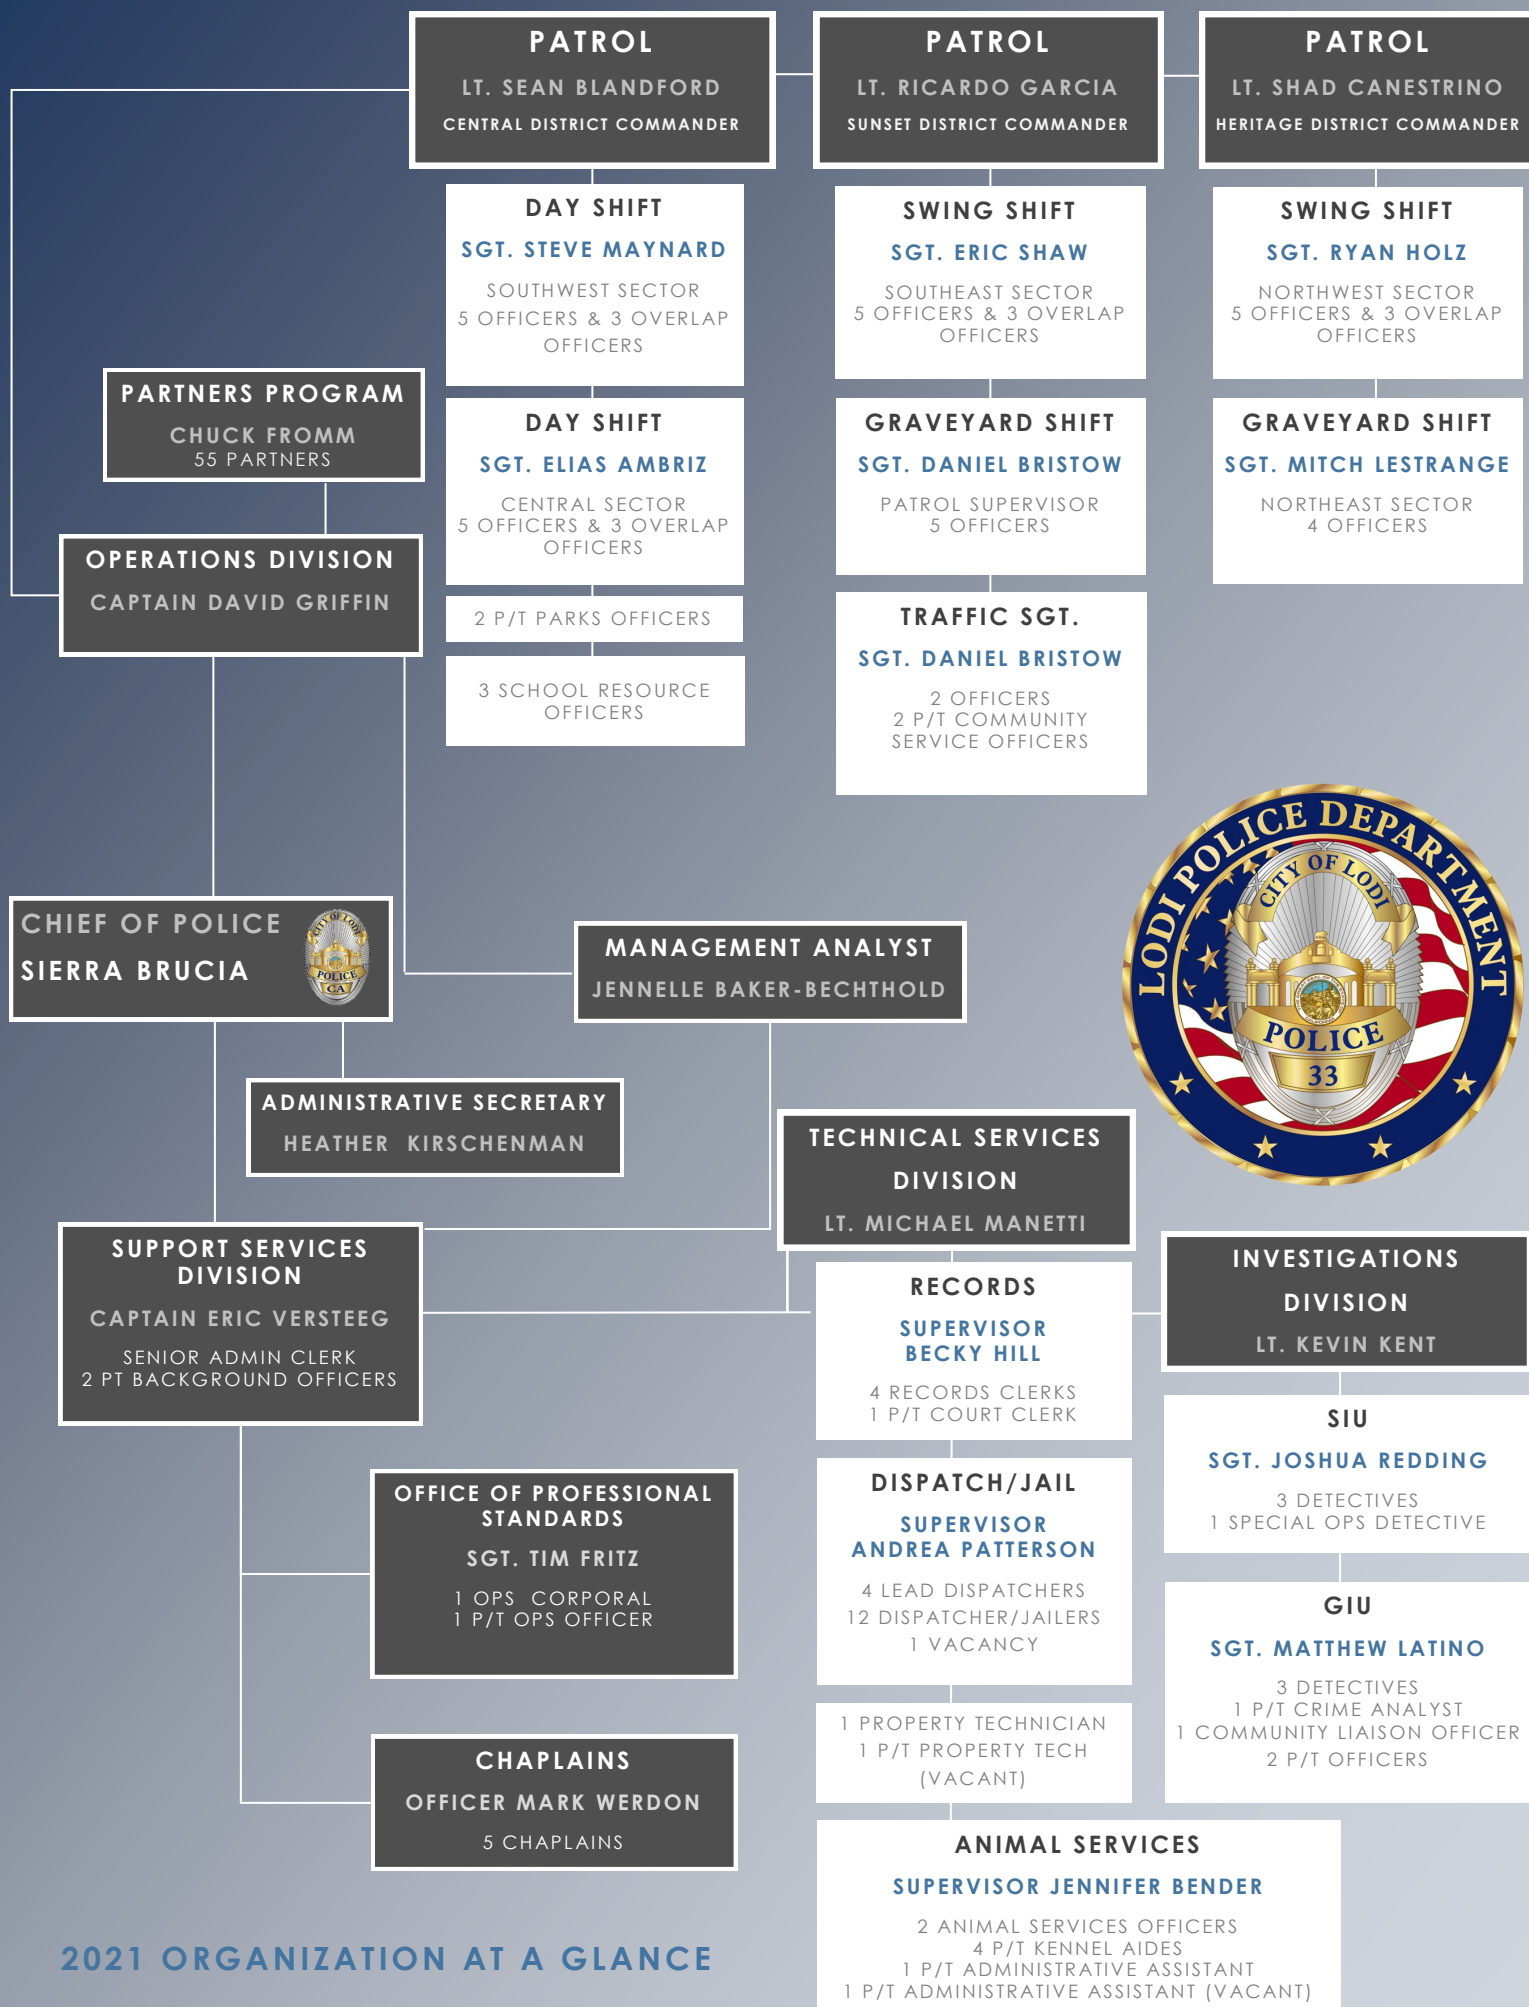 PATROL
LT. SEAN BLANDFORD
CENTRAL DISTRICT COMMANDER
PATROL
LT. RICARDO GARCIA
SUNSET DISTRICT COMMANDER
PATROL
LT. SHAD CANESTRINO
HERITAGE DISTRICT COMMANDER
DAY SHIFT
SGT. STEVE MAYNARD
SOUTHWEST SECTOR
5 OFFICERS & 3 OVERLAP
OFFICERS
SWING SHIFT
SGT. ERIC SHAW
SOUTHEAST SECTOR
5 OFFICERS & 3 OVERLAP
OFFICERS
SWING SHIFT
SGT. RYAN HOLZ
NORTHWEST SECTOR
5 OFFICERS & 3 OVERLAP
OFFICERS
PARTNERS PROGRAM
CHUCK FROMM
55 PARTNERS
DAY SHIFT
SGT. ELIAS AMBRIZ
CENTRAL SECTOR
5 OFFICERS & 3 OVERLAP
OFFICERS
GRAVEYARD SHIFT
SGT. DANIEL BRISTOW
PATROL SUPERVISOR
5 OFFICERS
GRAVEYARD SHIFT
SGT. MITCH LESTRANGE
NORTHEAST SECTOR
4 OFFICERS
OPERATIONS DIVISION
CAPTAIN DAVID GRIFFIN
2 P/T PARKS OFFICERS
3 SCHOOL RESOURCE
OFFICERS
TRAFFIC SGT.
SGT. DANIEL BRISTOW
2 OFFICERS
2 P/T COMMUNITY
SERVICE OFFICERS
LODI POLICE DEPARTMENT
CITY OF LODI
POLICE
33
CHIEF OF POLICE
SIERRA BRUCIA
CITY OF LODI
POLICE
CA
MANAGEMENT ANALYST
JENNELLE BAKER-BECHTHOLD
ADMINISTRATIVE SECRETARY
HEATHER KIRSCHENMAN
TECHNICAL SERVICES
DIVISION
LT. MICHAEL MANETTI
SUPPORT SERVICES
DIVISION
CAPTAIN ERIC VERSTEEG
SENIOR ADMIN CLERK
2 PT BACKGROUND OFFICERS
RECORDS
SUPERVISOR
BECKY HILL
4 RECORDS CLERKS
1 P/T COURT CLERK
INVESTIGATIONS
DIVISION
LT. KEVIN KENT
SIU
SGT. JOSHUA REDDING
3 DETECTIVES
1 SPECIAL OPS DETECTIVE
OFFICE OF PROFESSIONAL
STANDARDS
SGT. TIM FRITZ
1 OPS CORPORAL
1 P/T OPS OFFICER
DISPATCH/JAIL
SUPERVISOR
ANDREA PATTERSON
4 LEAD DISPATCHERS
12 DISPATCHER/JAILERS
1 VACANCY
GIU
SGT. MATTHEW LATINO
3 DETECTIVES
1 P/T CRIME ANALYST
1 COMMUNITY LIAISON OFFICER
2 P/T OFFICERS
1 PROPERTY TECHNICIAN
1 P/T PROPERTY TECH
(VACANT)
CHAPLAINS
OFFICER MARK WERDON
5 CHAPLAINS
ANIMAL SERVICES
SUPERVISOR JENNIFER BENDER
2 ANIMAL SERVICES OFFICERS
4 P/T KENNEL AIDES
1 P/T ADMINISTRATIVE ASSISTANT
1 P/T ADMINISTRATIVE ASSISTANT (VACANT)
2021 ORGANIZATION AT A GLANCE